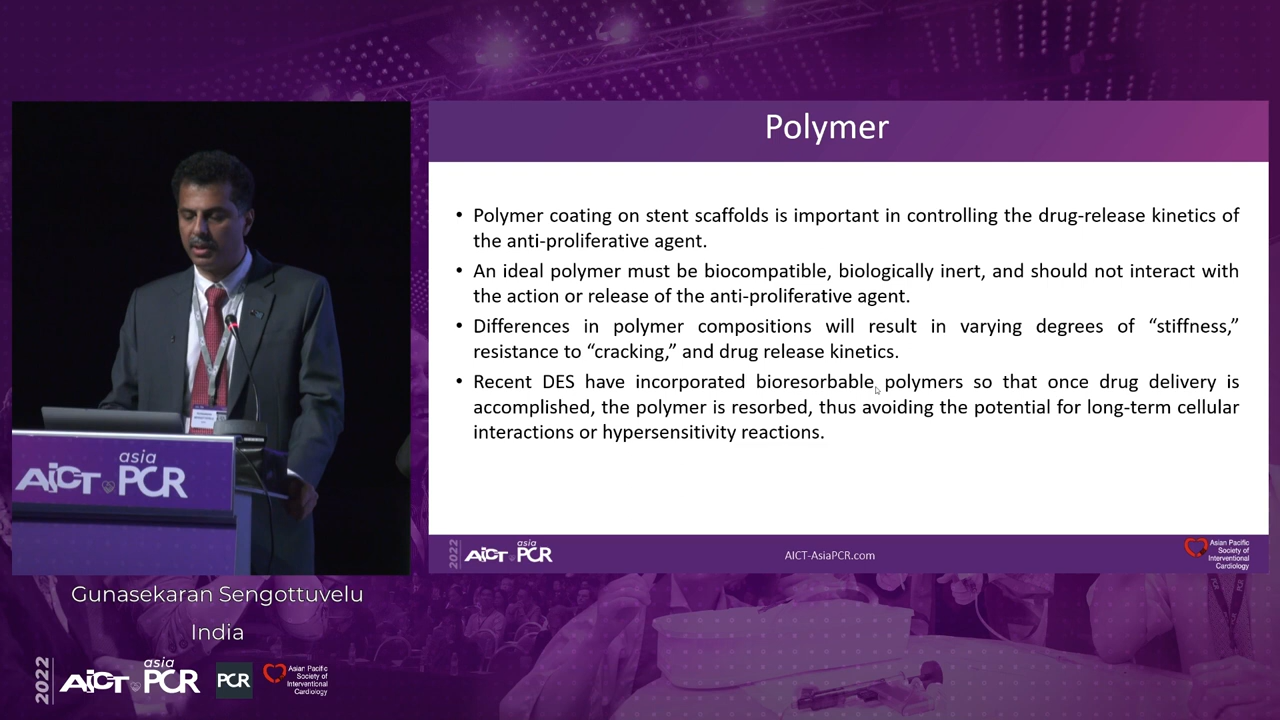 Polymer
• Polymer coating on stent scaffolds is important in controlling the drug-release kinetics of
the anti-proliferative agent.
• An ideal polymer must be biocompatible, biologically inert, and should not interact with
the action or release of the anti-proliferative agent.
• Differences in polymer compositions will result in varying degrees of “stiffness,”
resistance to “cracking,” and drug release kinetics.
• Recent DES have incorporated bioresorbable polymers so that once drug delivery is
accomplished, the polymer is resorbed, thus avoiding the potential for long-term cellular
interactions or hypersensitivity reactions.
asia
AICT PCR
2022
AICT
asia
PCR
AICT-AsiaPCR.com
Asian Pacific
Society of
Interventional
Cardiology
Gunasekaran Sengottuvelu
India
2022
AICT
asia
PCR
PCR
Asian Pacific
Society of
Interventional
Cardiology